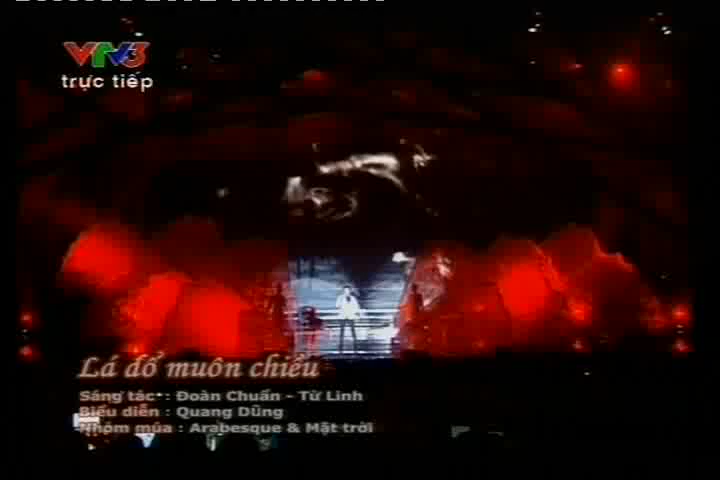 VTV3
trực tiếp
Lá đổ muôn chiều
Sáng tác : Đoàn Chuẩn - Từ Linh
Biểu diễn : Quang Dũng
Nhóm múa : Arabesque & Mặt trời